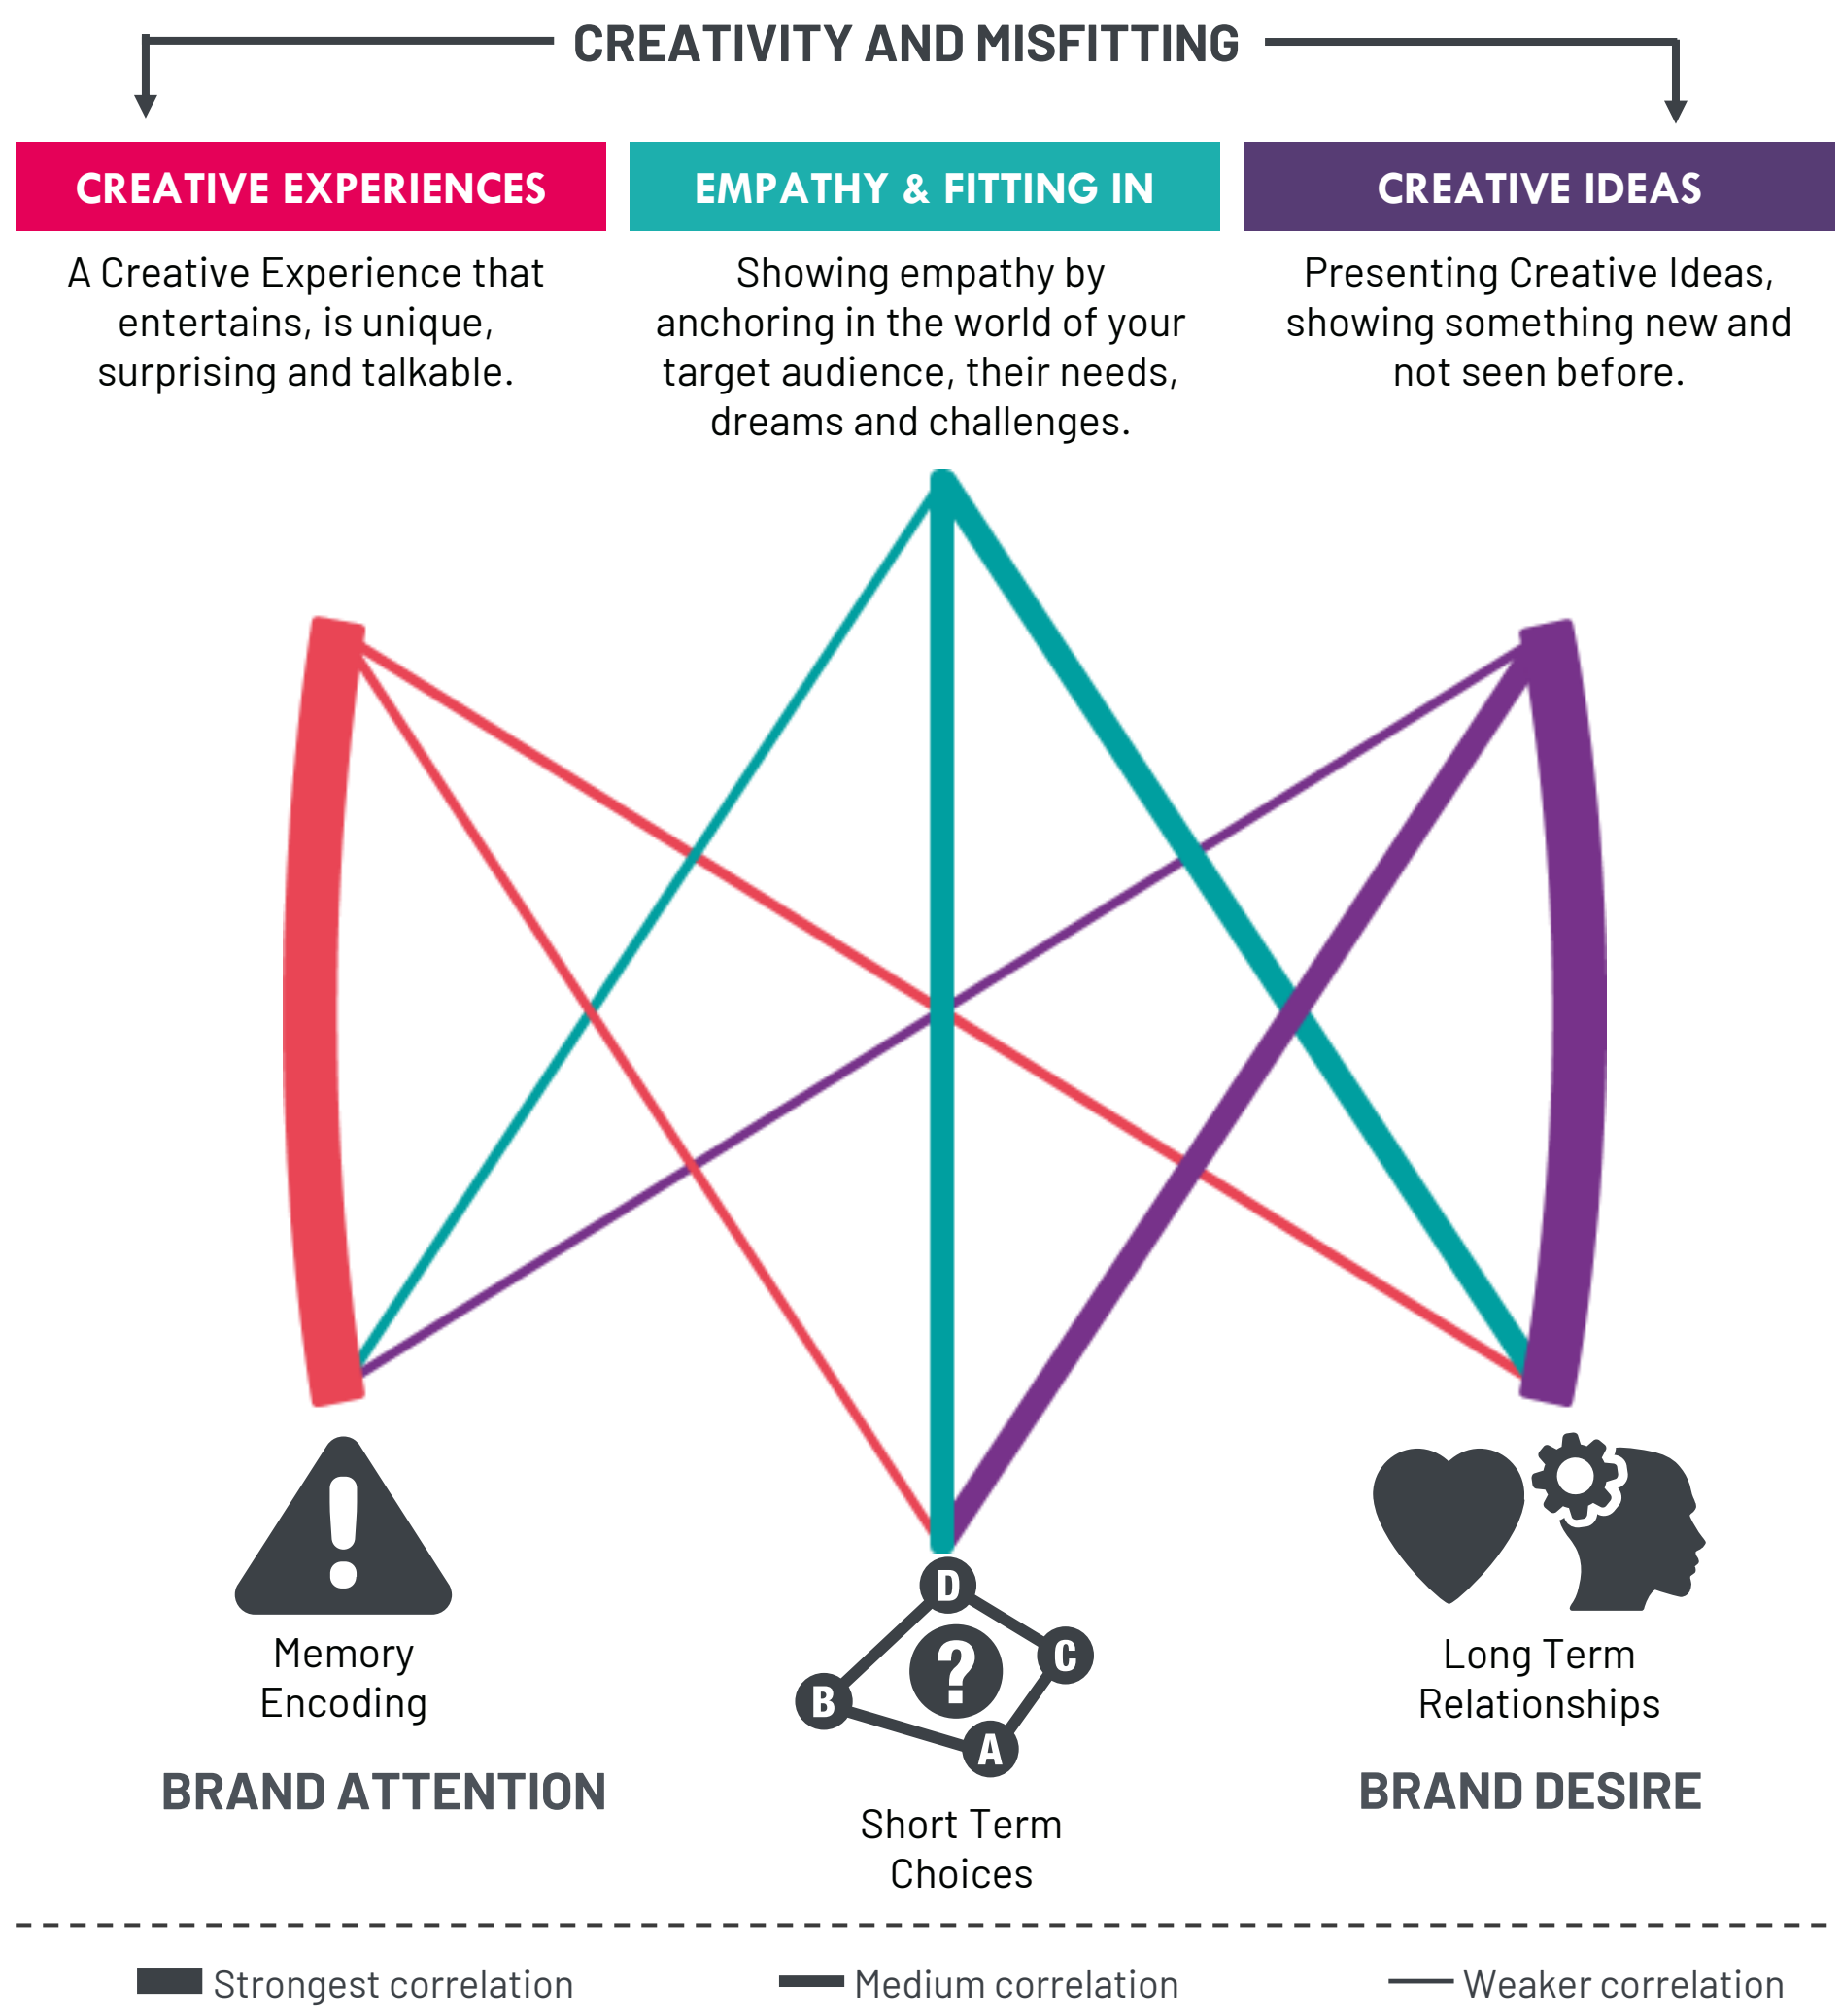 CREATIVITY AND MISFITTING
CREATIVE EXPERIENCES
A Creative Experience that
entertains, is unique,
surprising and talkable.
EMPATHY & FITTING IN
Showing empathy by
anchoring in the world of your
target audience, their needs,
dreams and challenges.
CREATIVE IDEAS
Presenting Creative Ideas,
showing something new and
not seen before.
!
Memory
Encoding
BRAND ATTENTION
D
C
?
B
A
Short Term
Choices
Long Term
Relationships
BRAND DESIRE
Strongest correlation
Medium correlation
Weaker correlation